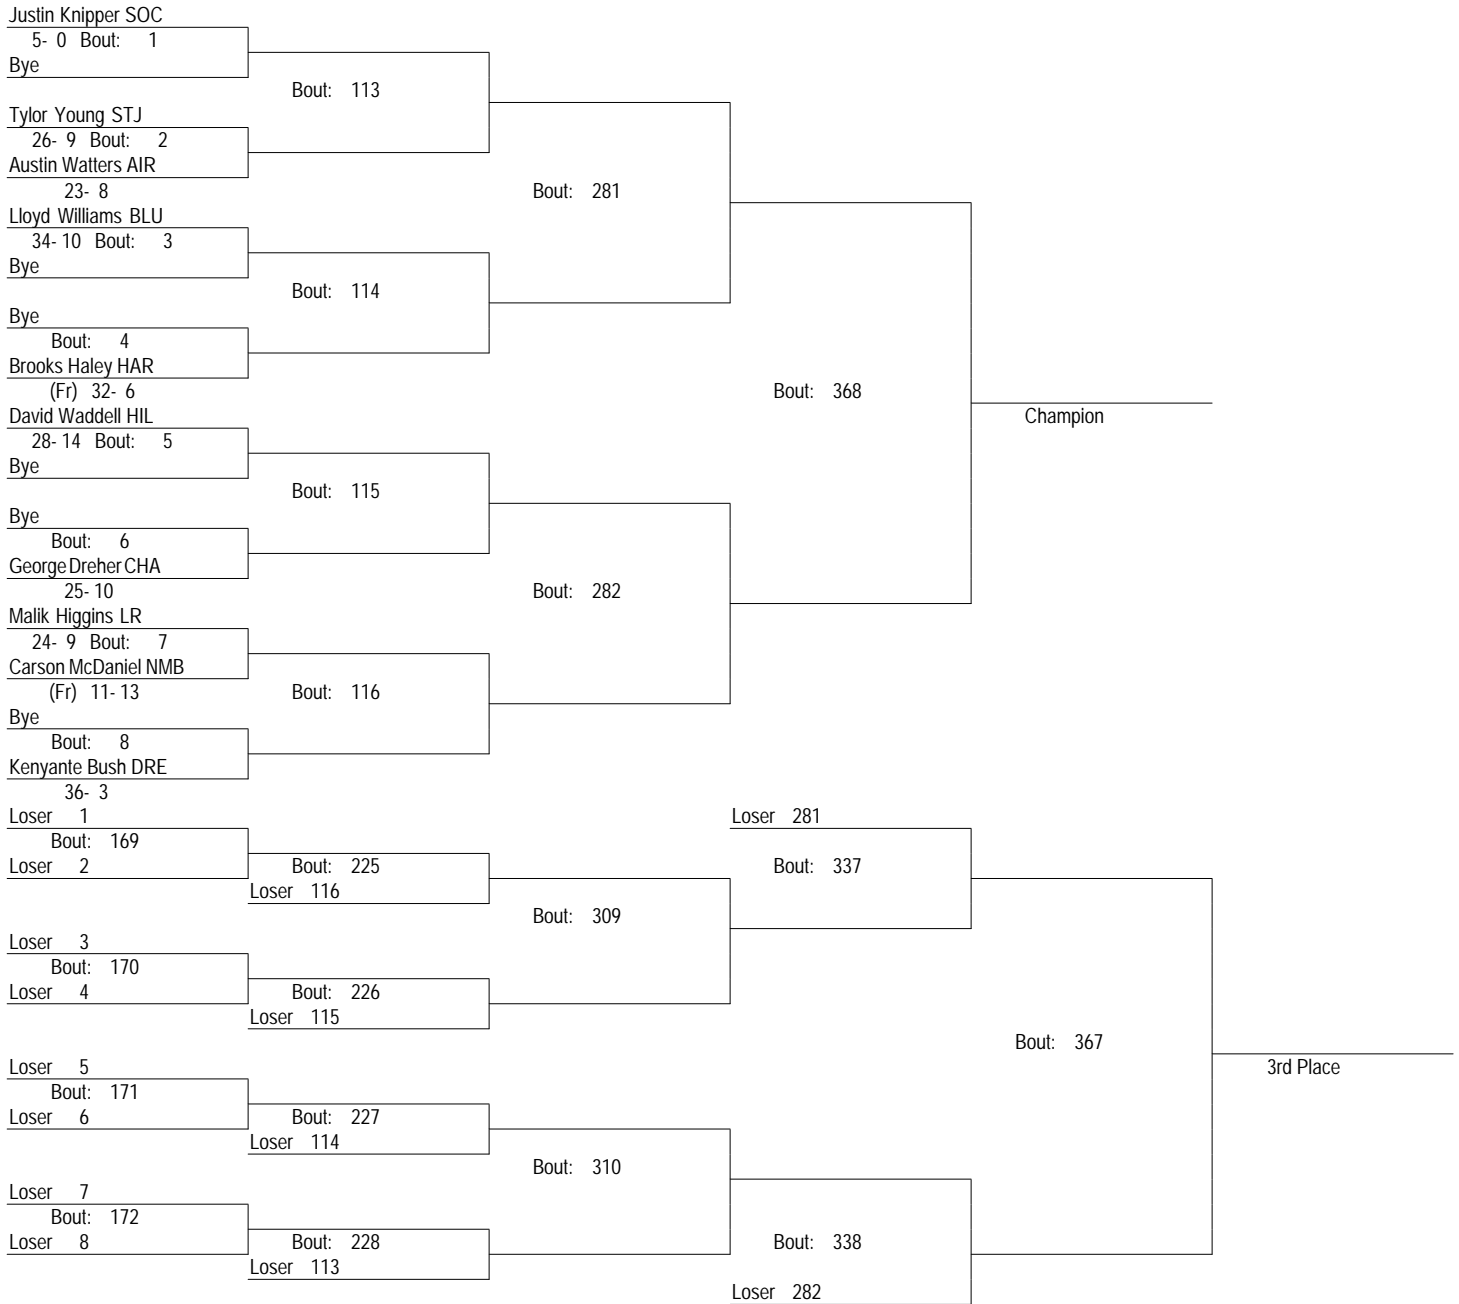 Justin Knipper SOC
5- 0 Bout: 1
Bye
Bout: 113
Tylor Young STJ
26- 9 Bout: 2
Austin Watters AIR
23- 8
Bout: 281
Lloyd Williams BLU
34- 10 Bout: 3
Bye
Bout: 114
Bye
Bout: 4
Brooks Haley HAR
(Fr) 32- 6
Bout: 368
David Waddell HIL
Champion
28- 14 Bout: 5
Bye
Bout: 115
Bye
Bout: 6
George Dreher CHA
25- 10
Bout: 282
Malik Higgins LR
24- 9 Bout: 7
Carson McDaniel NMB
(Fr) 11- 13
Bout: 116
Bye
Bout: 8
Kenyante Bush DRE
36- 3
Loser 1
Loser 281
Bout: 169
Loser 2
Bout: 225
Bout: 337
Loser 116
Bout: 309
Loser 3
Bout: 170
Loser 4
Bout: 226
Loser 115
Bout: 367
Loser 5
3rd Place
Bout: 171
Loser 6
Bout: 227
Loser 114
Bout: 310
Loser 7
Bout: 172
Loser 8
Bout: 228
Bout: 338
Loser 113
Loser 282